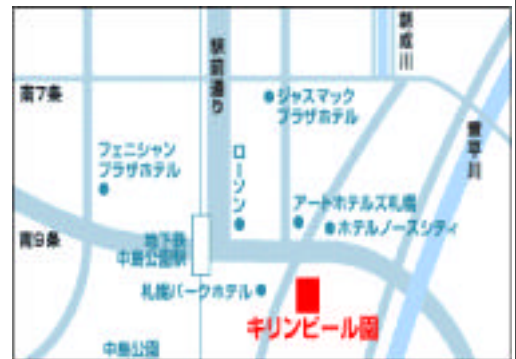 駅前通り
創成川
南7条
ジャスマック
プラザホテル
豊平川
フェニシャン
プラザホテル
ローソン
アートホテルズ札幌
ホテルノースシティ
南9条
地下鉄
中島公園駅
札幌パークホテル
キリンビール園
中島公園